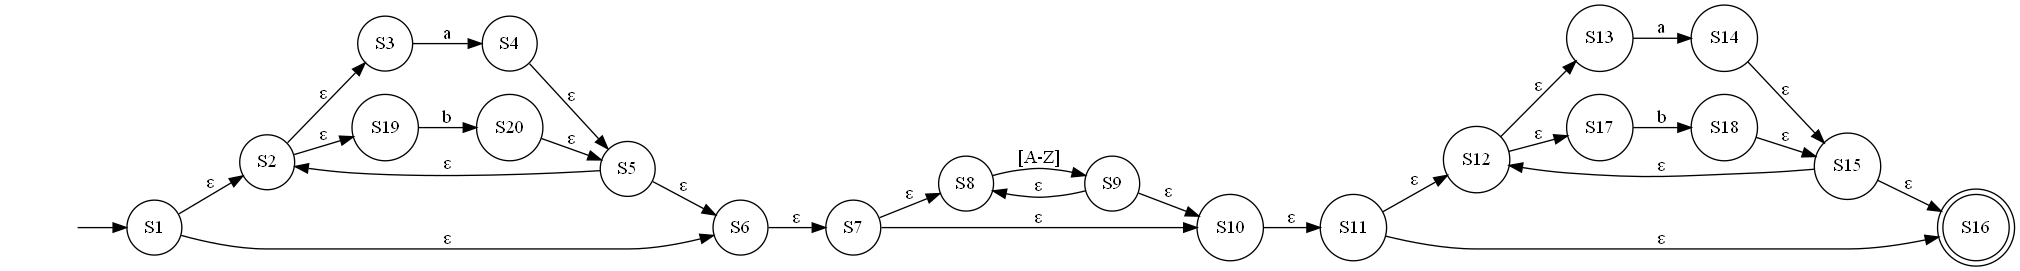 S3 a S4 S13 a S14
ε ε ε ε
S19 b S20 S17 b S18
ε ε ε ε
S2 ε S5 S8 [A-Z] S9 S12 ε S15
ε
ε ε ε ε ε ε
S1 ε S6 ε S7 ε S10 ε S11 ε S16